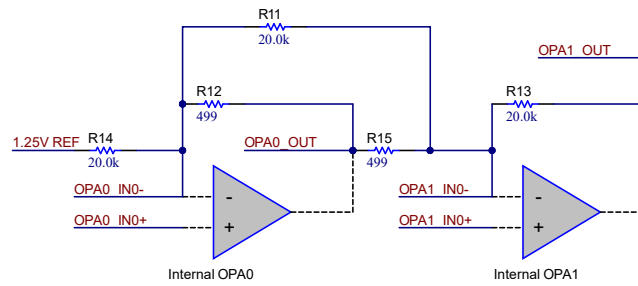 R11
20.0k
OPA1_OUT
R12
499
R13
20.0k
1.25V REF
R14
20.0k
OPA0_OUT
R15
499
OPA0_IN0-
-
OPA1_IN0-
-
OPA0_IN0+
+
OPA1_IN0+
+
Internal OPA0
Internal OPA1